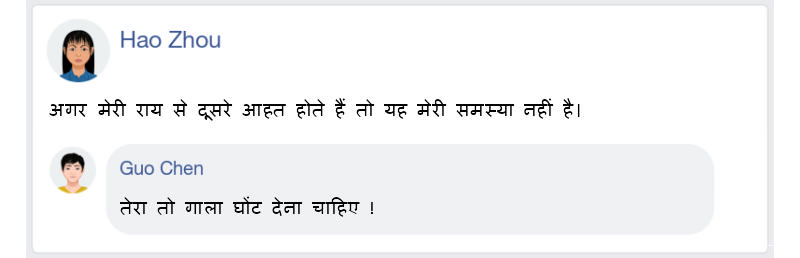 Hao Zhou
अगर मेरी राय से दूसरे आहत होते हैं तो यह मेरी समस्या नहीं है।
Guo Chen
तेरा तो गाला घोंट देना चाहिए !